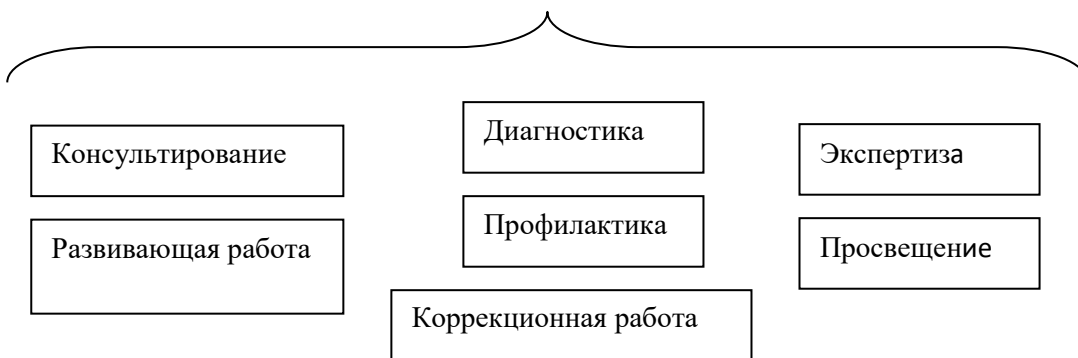 Консультирование
Диагностика
Экспертиза
Развивающая работа
Профилактика
Просвещение
Коррекционная работа